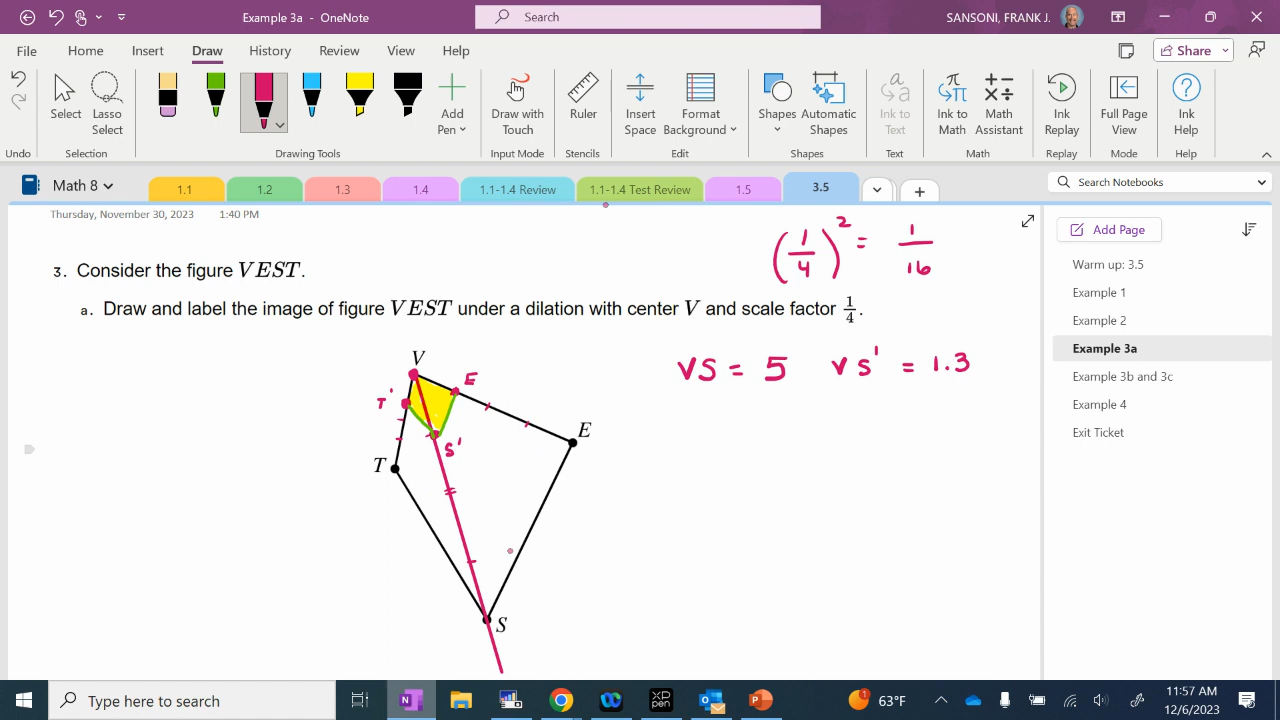 Example 3a - OneNote
Search
SANSONI, FRANK J.
File Home Insert Draw History Review View Help
Share
Select
Lasso Select
Add Pen
Draw with Touch
Ruler
Insert Space
Format Background
Shapes
Automatic Shapes
Ink to Text
Ink to Math
Math Assistant
Ink Replay
Full Page View
Ink Help
Undo Selection Drawing Tools Input Mode Stencils Edit Shapes Text Math Replay Mode Help
Math 8
1.1 1.2 1.3 1.4 1.1-1.4 Review 1.1-1.4 Test Review 1.5 3.5
Search Notebooks
Thursday, November 30, 2023 1:40 PM
Add Page
Warm up: 3.5
Example 1
Example 2
Example 3a
Example 3b and 3c
Example 4
Exit Ticket
(1/4)² = 1/16
3. Consider the figure VEST.
a. Draw and label the image of figure VEST under a dilation with center V and scale factor 1/4.
VS = 5 VS' = 1.3
V
E
T'
E
S'
T
S
Type here to search
1
63°F
11:57 AM
12/6/2023